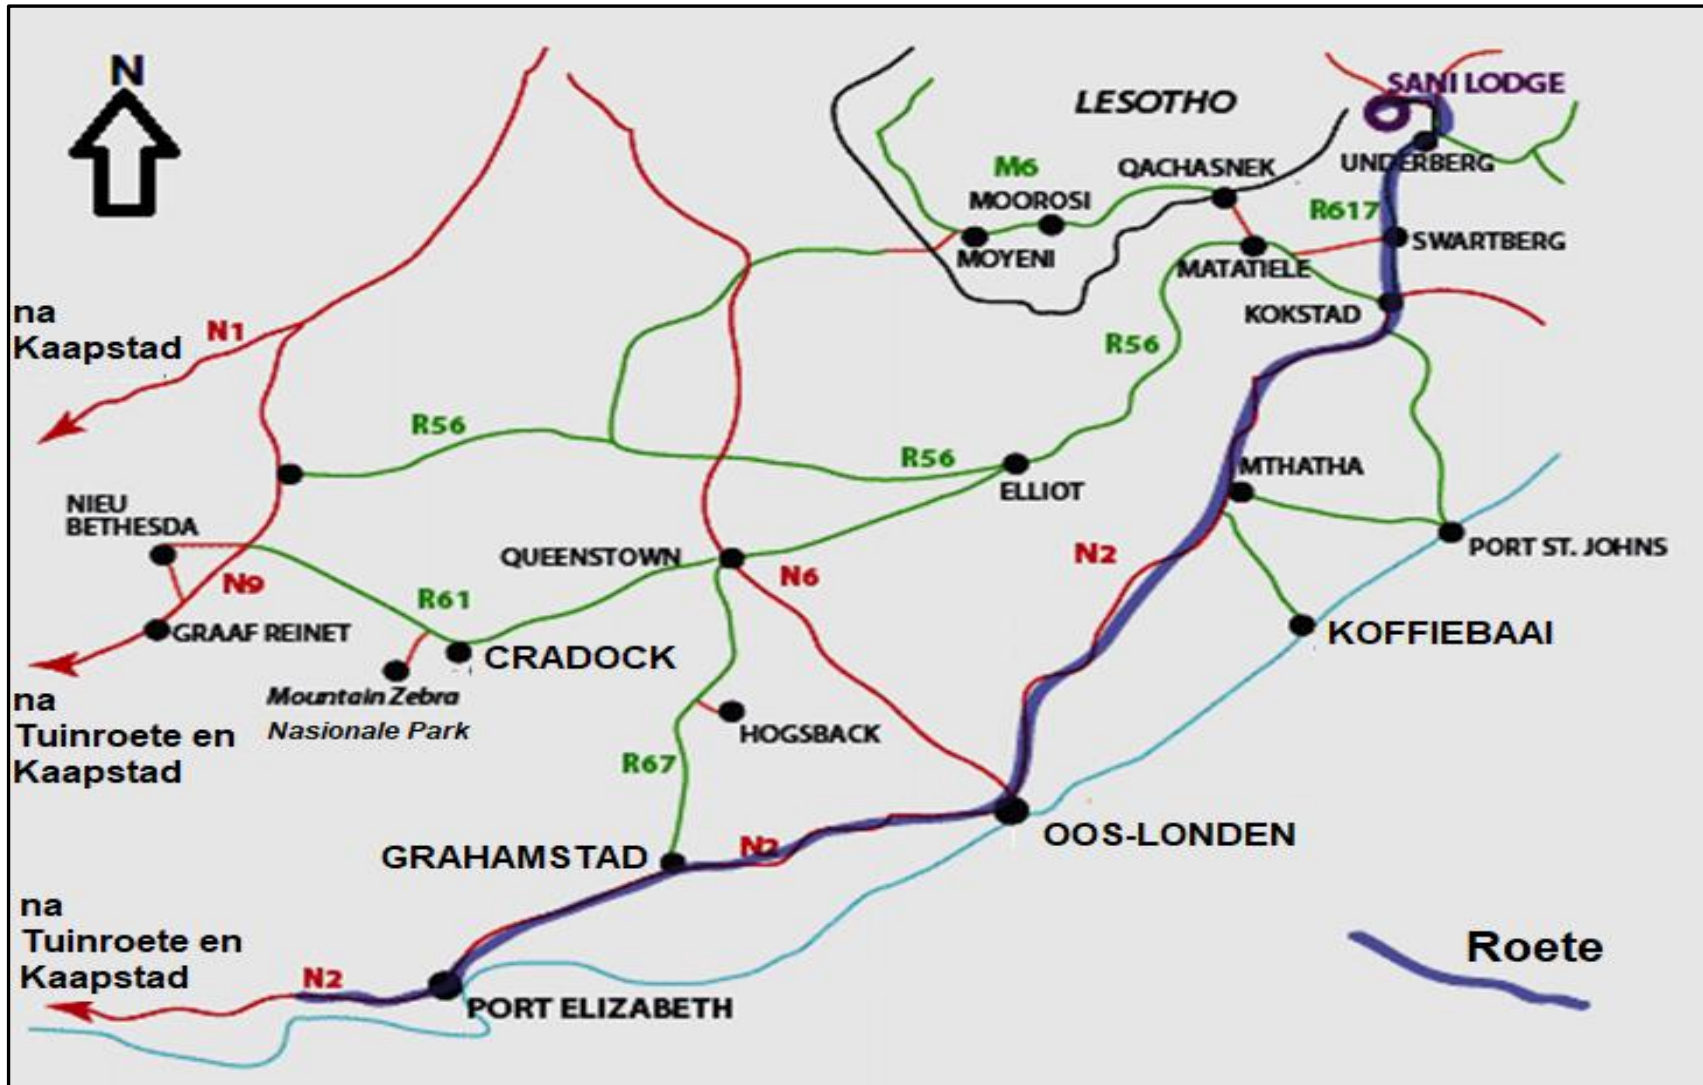 N
LESOTHO
SANI LODGE
UNDERBERG
M6
MOOROSI
QACHASNEK
R617
MOYENI
MATATIELE
SWARTBERG
na
Kaapstad
N1
KOKSTAD
R56
R56
R56
ELLIOT
MTHATHA
NIEU
BETHESDA
QUEENSTOWN
N6
N2
PORT ST. JOHNS
N9
R61
GRAAF REINET
CRADOCK
KOFFIEBAAI
na
Tuinroete en
Kaapstad
Mountain Zebra
Nasionale Park
HOGSBACK
R67
GRAHAMSTAD
N2
OOS-LONDEN
na
Tuinroete en
Kaapstad
N2
PORT ELIZABETH
Roete